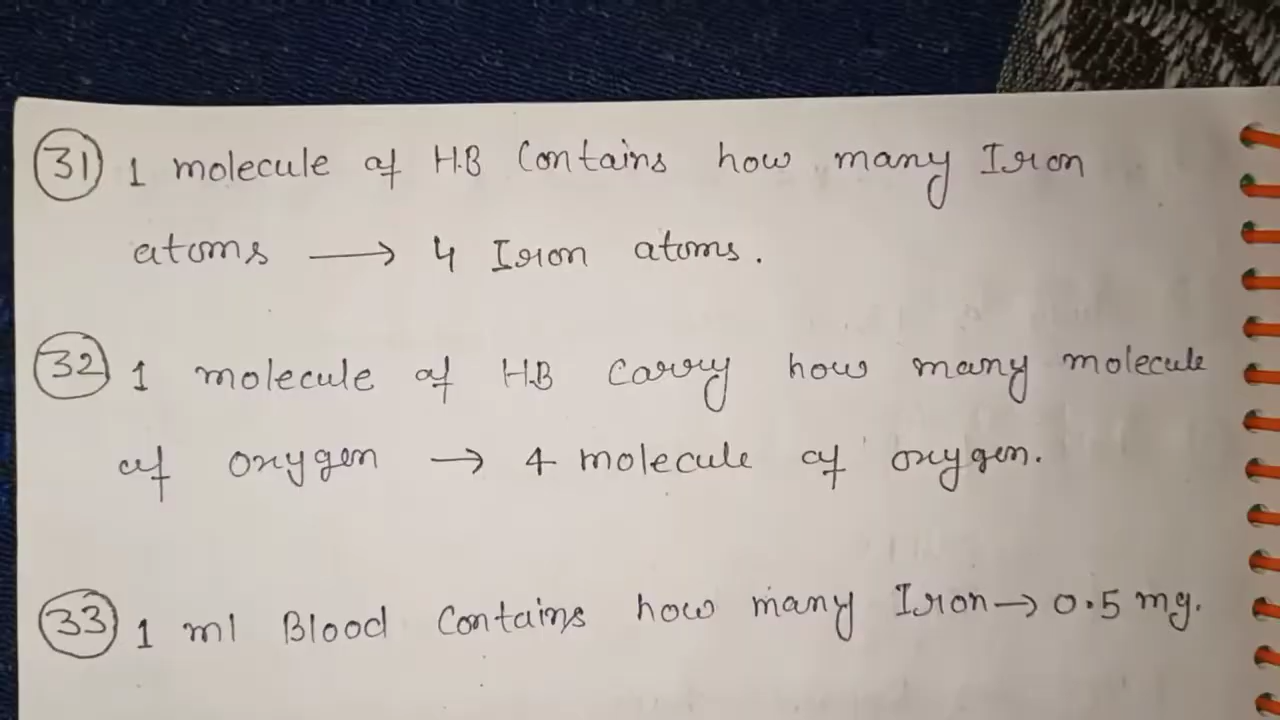 31 1 molecule of H.B Contains how many Iron
atoms → 4 Iron atoms.
32 1 molecule of H.B Carry how many molecule
of oxygen → 4 molecule of oxygen.
33 1 ml Blood Contains how many Iron → 0.5 mg.